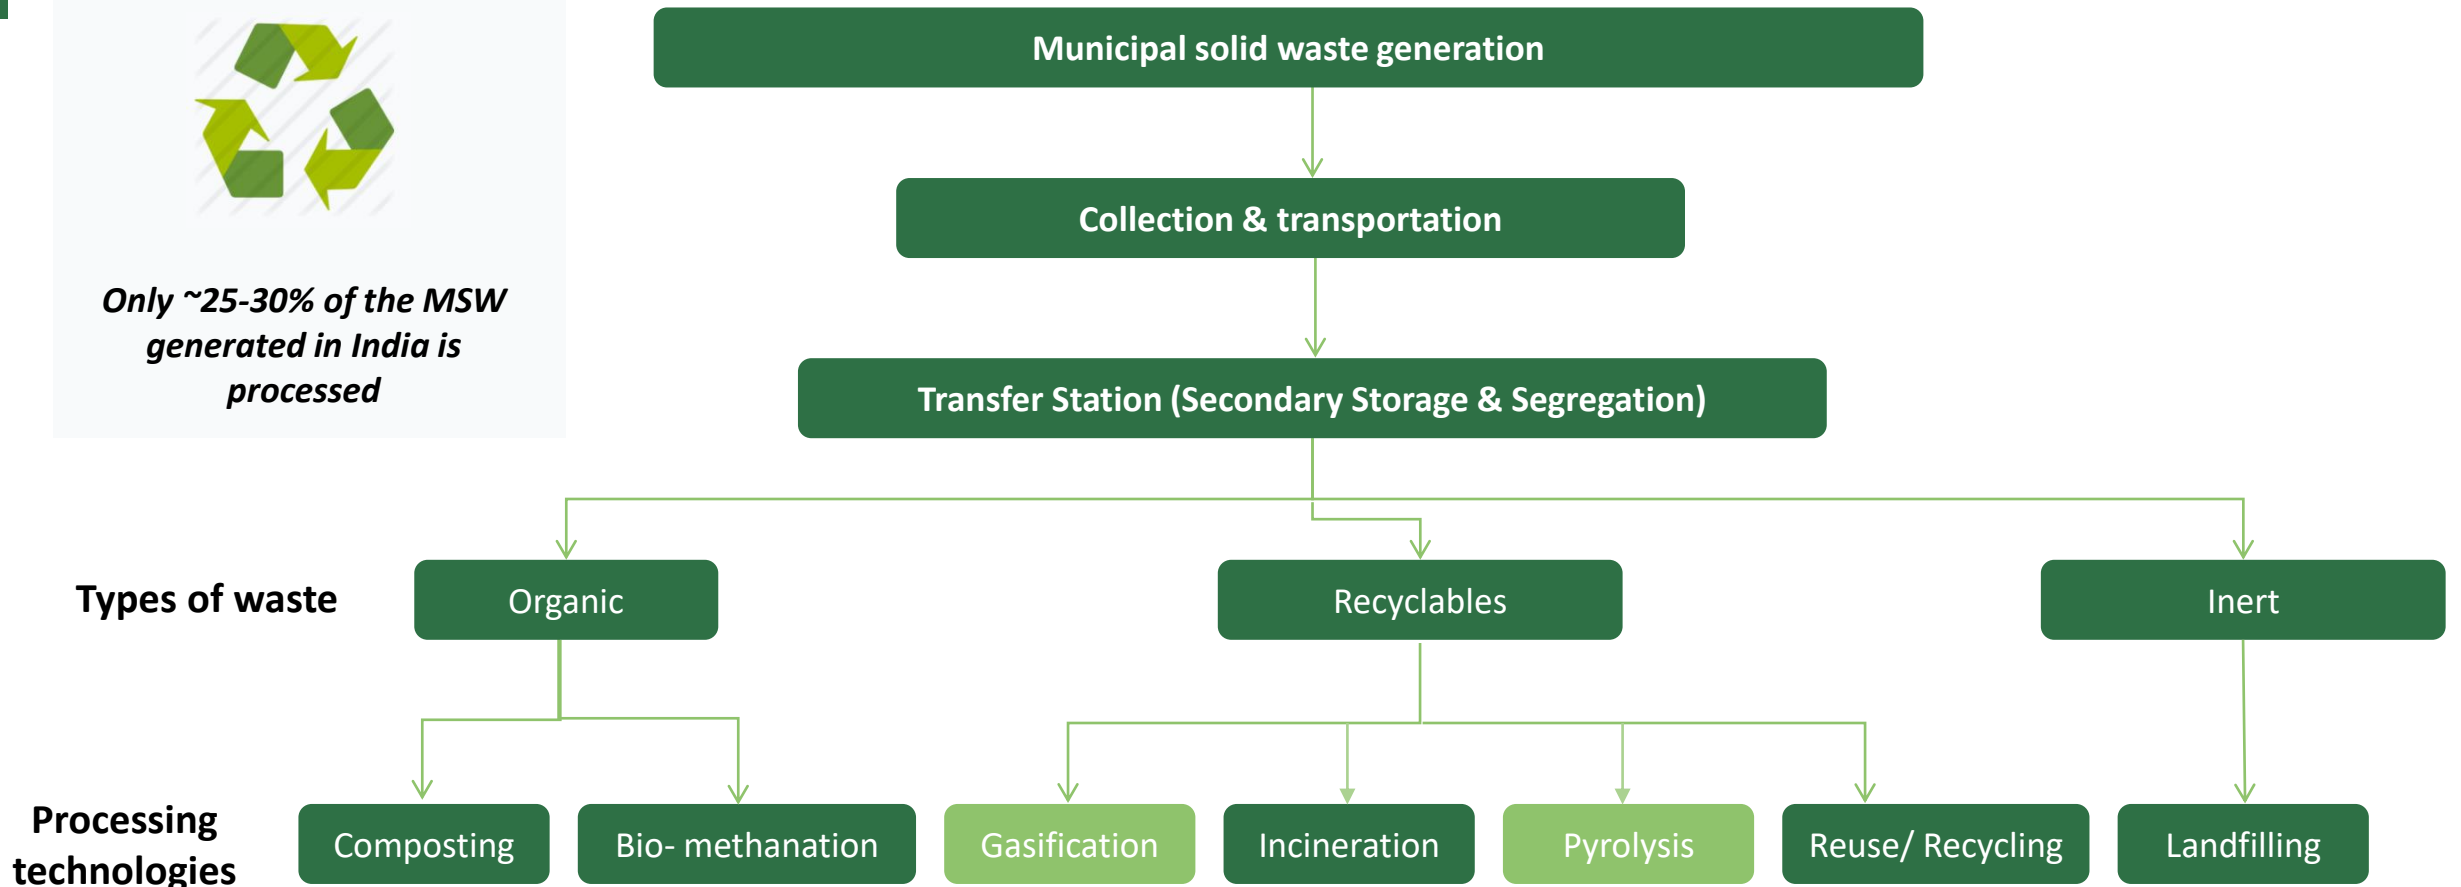 Municipal solid waste generation
Collection & transportation
Only ~25-30% of the MSW
generated in India is
processed
Transfer Station (Secondary Storage & Segregation)
Types of waste
Organic
Recyclables
Inert
Processing
technologies
Composting
Bio- methanation
Gasification
Incineration
Pyrolysis
Reuse/ Recycling
Landfilling